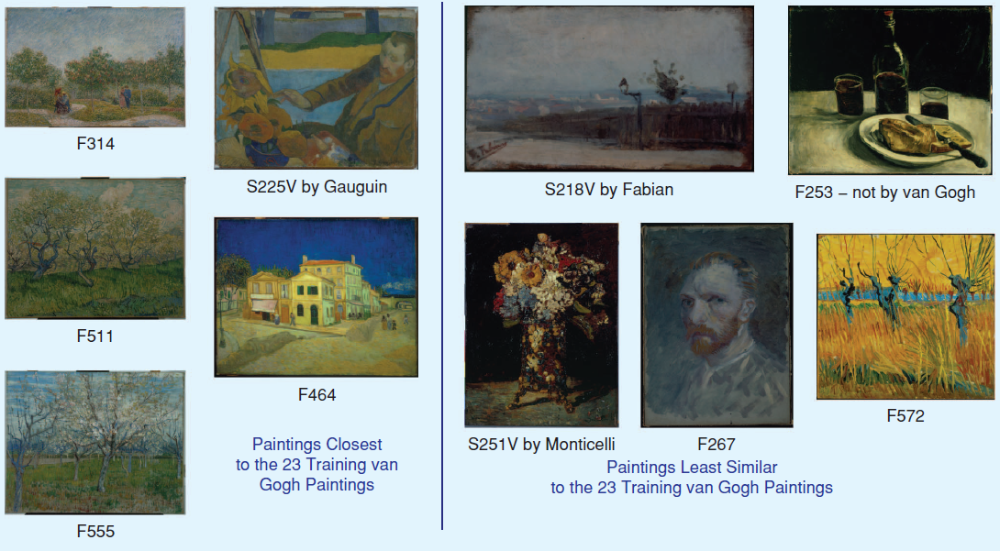 F314
S225V by Gauguin
F511
F464
F555
Paintings Closest
to the 23 Training van
Gogh Paintings
S218V by Fabian
F253 – not by van Gogh
S251V by Monticelli
F267
F572
Paintings Least Similar
to the 23 Training van Gogh Paintings